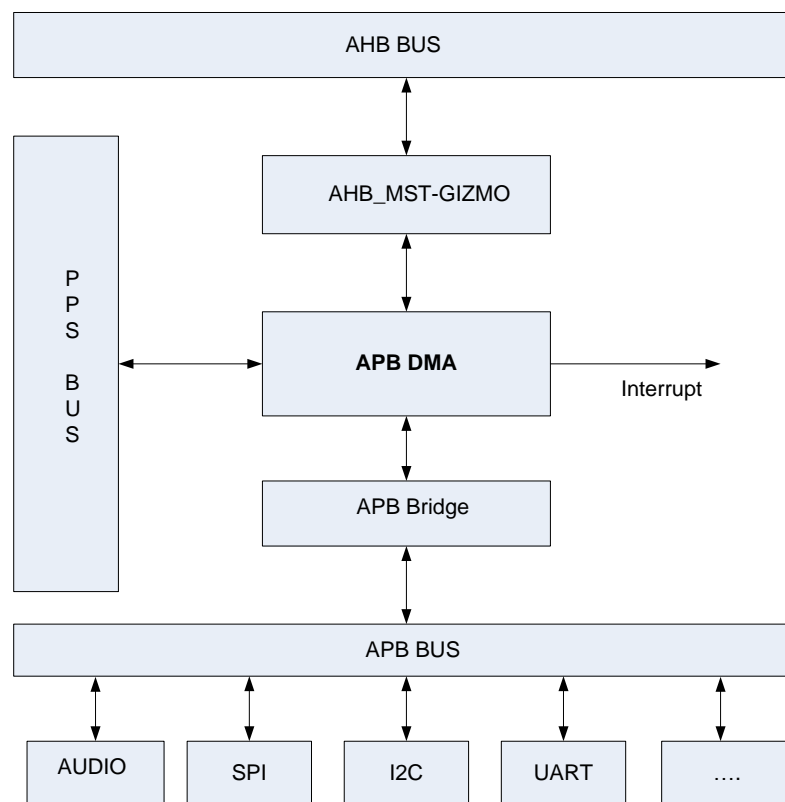 AHB BUS
AHB_MST-GIZMO
P
P
S
B
U
S
APB DMA
Interrupt
APB Bridge
APB BUS
AUDIO
SPI
I2C
UART
....